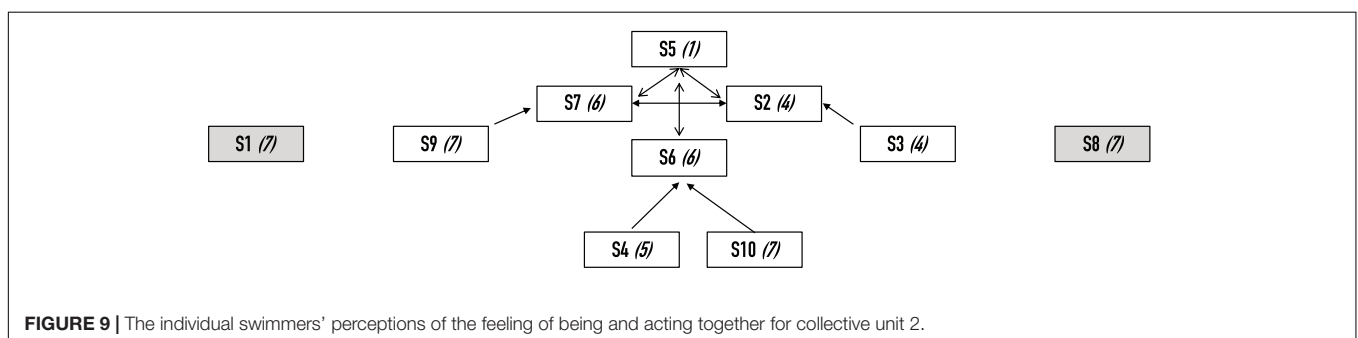 S5 (1)
S7 (6) S2 (4)
S1 (7) S9 (7) S6 (6) S3 (4) S8 (7)
S4 (5) S10 (7)
FIGURE 9 | The individual swimmers’ perceptions of the feeling of being and acting together for collective unit 2.